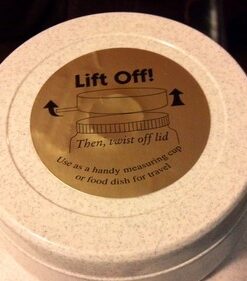 Lift Off!
Then, twist off lid
Use as a handy measuring cup
or food dish for travel